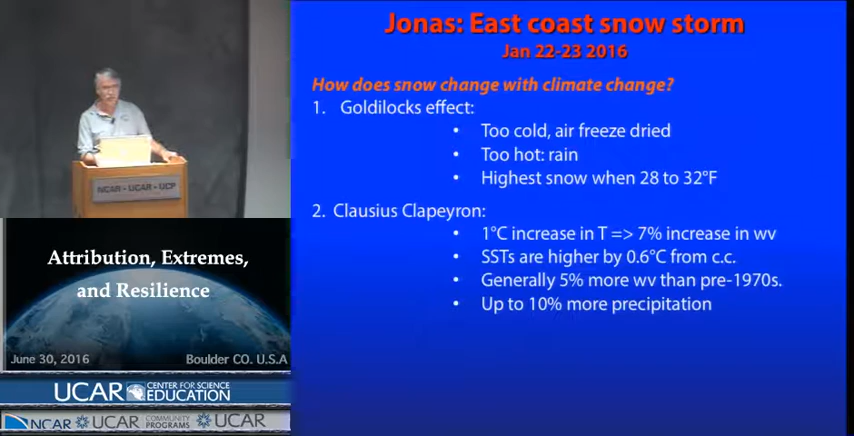 Jonas: East coast snow storm
Jan 22-23 2016
How does snow change with climate change?
1. Goldilocks effect:
• Too cold, air freeze dried
• Too hot: rain
• Highest snow when 28 to 32°F
2. Clausius Clapeyron:
• 1°C increase in T => 7% increase in wv
• SSTs are higher by 0.6°C from c.c.
• Generally 5% more wv than pre-1970s.
• Up to 10% more precipitation
NCAR - UCAR - UCP
Attribution, Extremes,
and Resilience
June 30, 2016 Boulder CO. U.S.A
UCAR CENTER FOR SCIENCE
EDUCATION
NCAR UCAR COMMUNITY
PROGRAMS UCAR